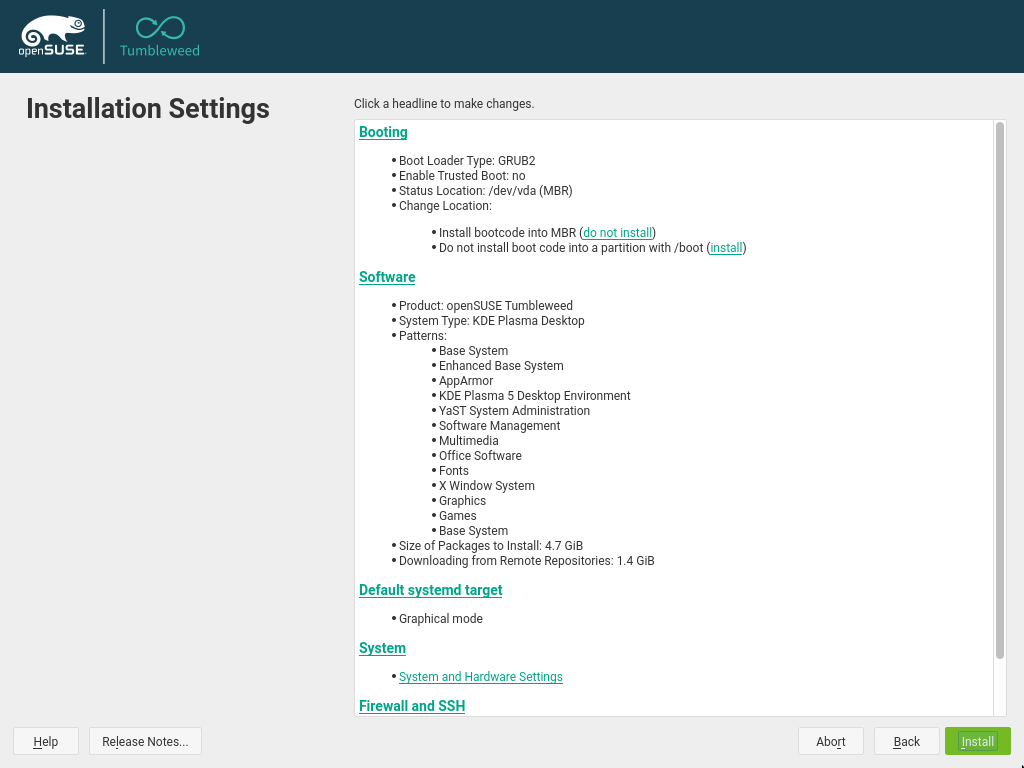 openSUSE
Tumbleweed
Installation Settings
Click a headline to make changes.
Booting
• Boot Loader Type: GRUB2
• Enable Trusted Boot: no
• Status Location: /dev/vda (MBR)
• Change Location:
• Install bootcode into MBR (do not install)
• Do not install boot code into a partition with /boot (install)
Software
• Product: openSUSE Tumbleweed
• System Type: KDE Plasma Desktop
• Patterns:
• Base System
• Enhanced Base System
• AppArmor
• KDE Plasma 5 Desktop Environment
• YaST System Administration
• Software Management
• Multimedia
• Office Software
• Fonts
• X Window System
• Graphics
• Games
• Base System
• Size of Packages to Install: 4.7 GiB
• Downloading from Remote Repositories: 1.4 GiB
Default systemd target
• Graphical mode
System
• System and Hardware Settings
Firewall and SSH
Help Release Notes... Abort Back Install